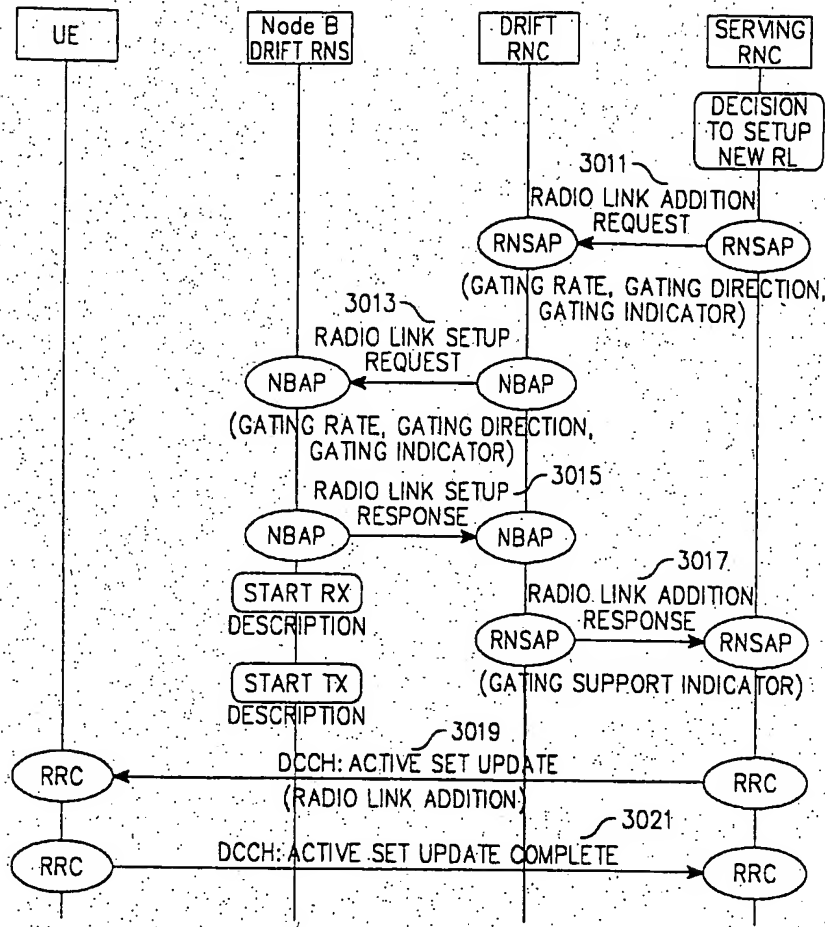 UE
Node B
DRIFT RNS
DRIFT
RNC
SERVING
RNC
DECISION
TO SETUP
NEW RL
3011
RADIO LINK ADDITION
REQUEST
RNSAP
RNSAP
(GATING RATE, GATING DIRECTION,
GATING INDICATOR)
3013
RADIO LINK SETUP
REQUEST
NBAP
NBAP
(GATING RATE, GATING DIRECTION,
GATING INDICATOR)
RADIO LINK SETUP
RESPONSE
3015
NBAP
NBAP
3017
START RX
DESCRIPTION
RADIO LINK ADDITION
RESPONSE
RNSAP
RNSAP
(GATING SUPPORT INDICATOR)
START TX
DESCRIPTION
3019
DCCH: ACTIVE SET UPDATE
RRC
RRC
(RADIO LINK ADDITION)
3021
DCCH: ACTIVE SET UPDATE COMPLETE
RRC
RRC